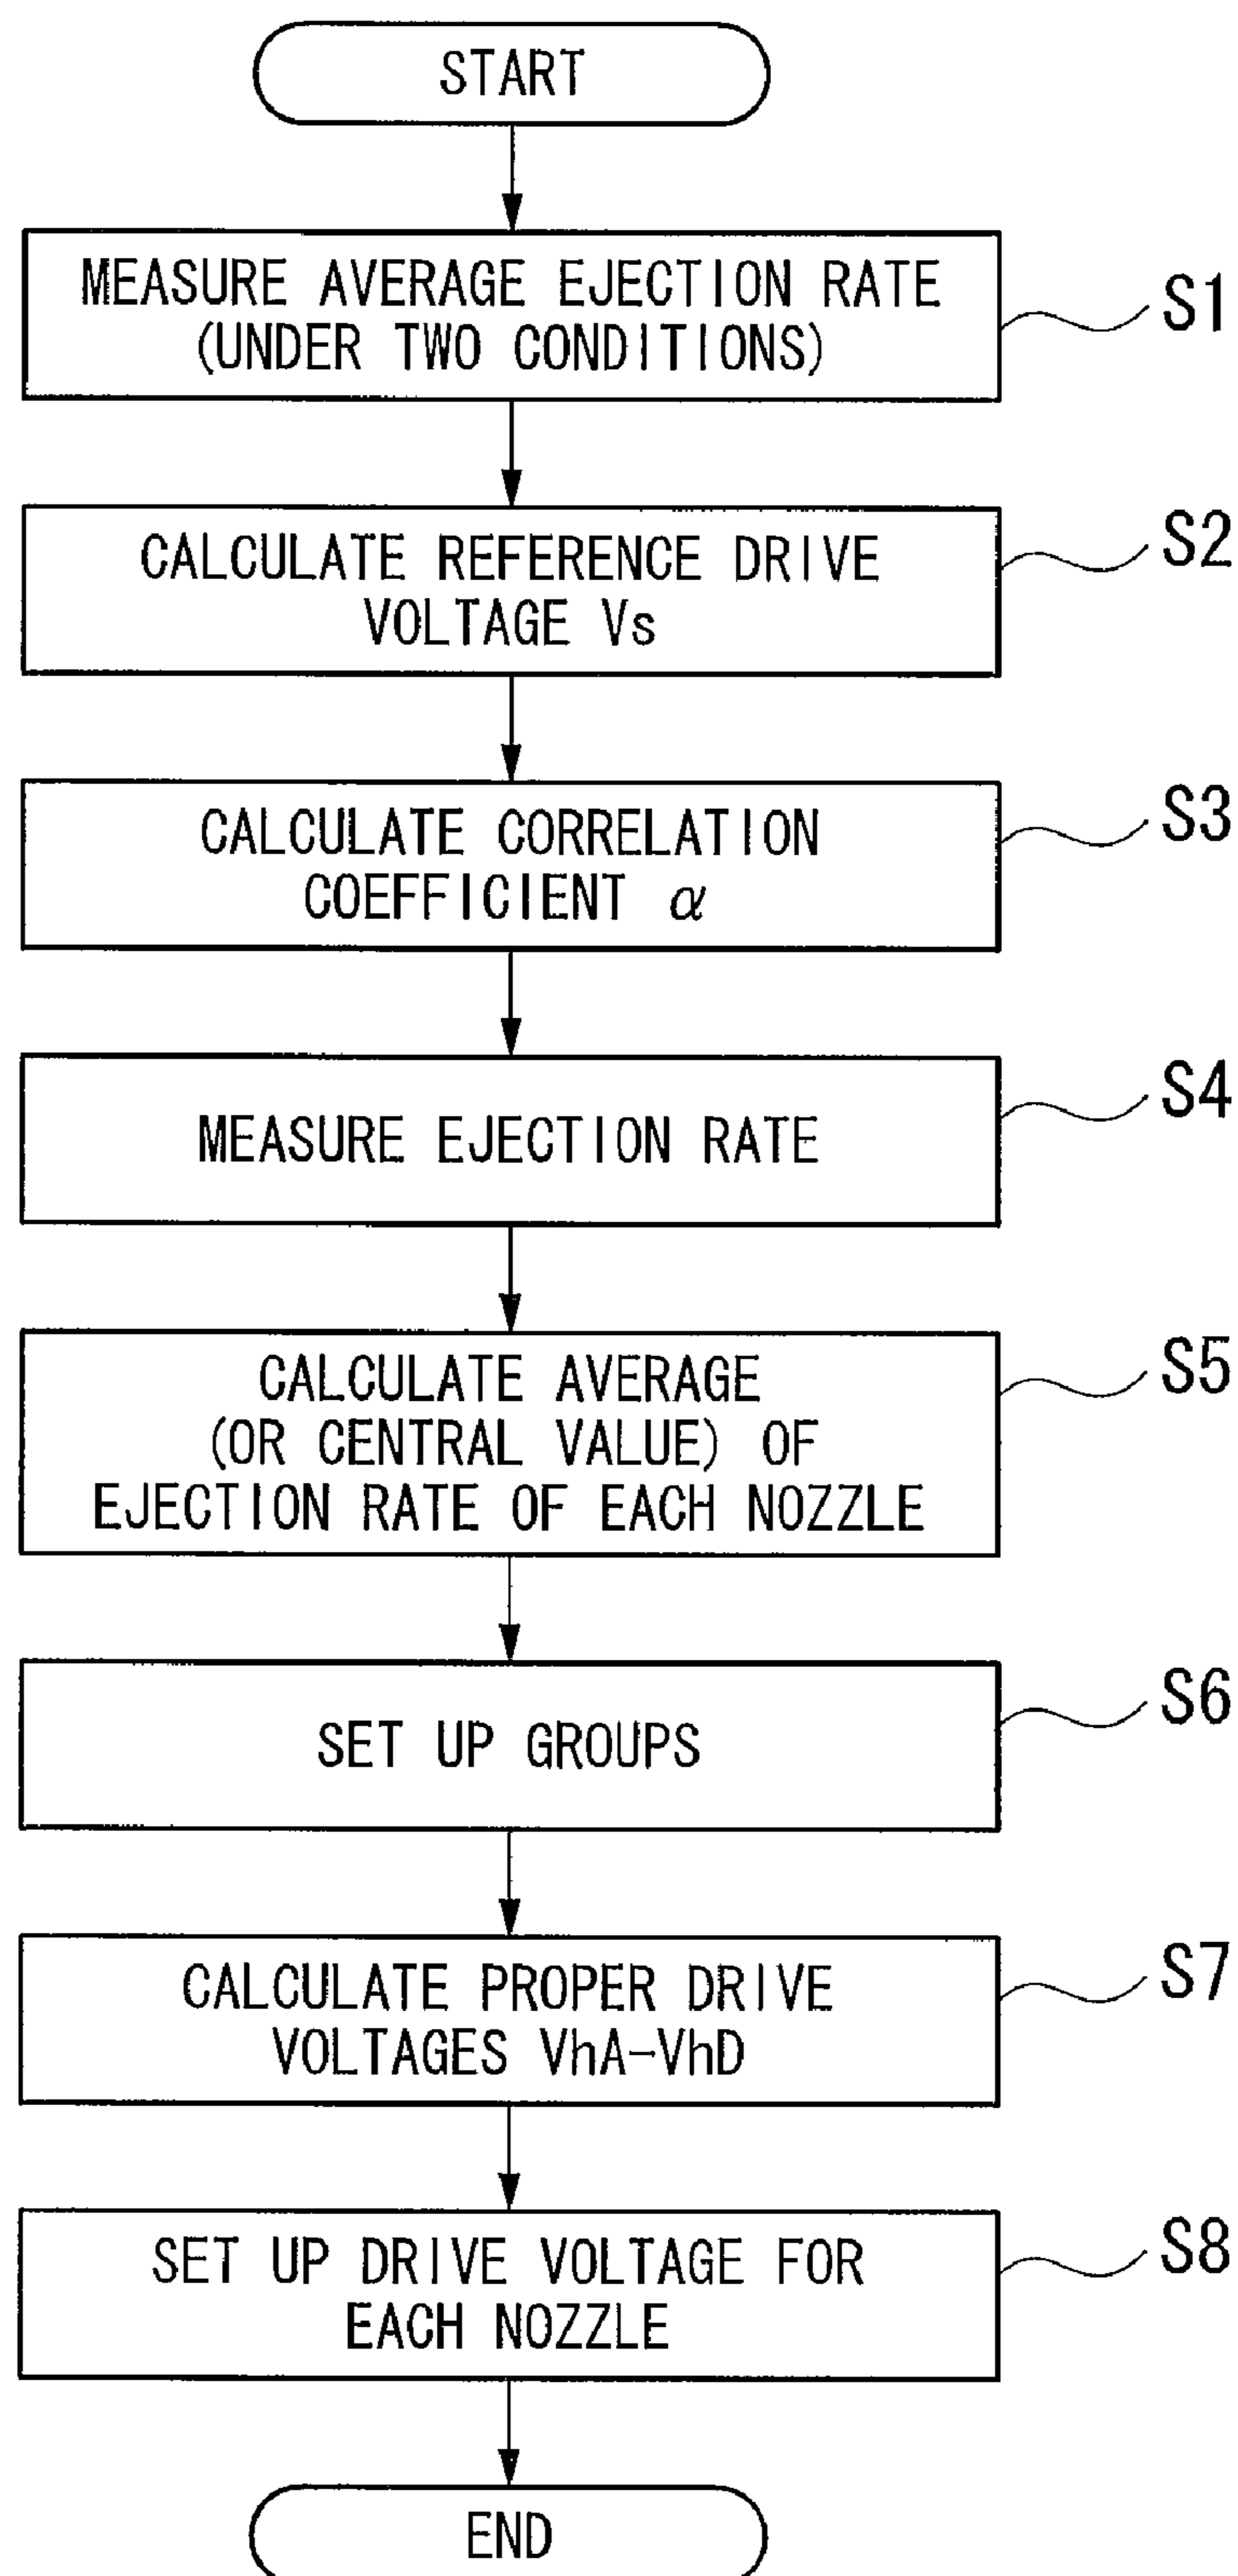 START
MEASURE AVERAGE EJECTION RATE
(UNDER TWO CONDITIONS)
S1
CALCULATE REFERENCE DRIVE
VOLTAGE Vs
S2
CALCULATE CORRELATION
COEFFICIENT α
S3
MEASURE EJECTION RATE
S4
CALCULATE AVERAGE
(OR CENTRAL VALUE) OF
EJECTION RATE OF EACH NOZZLE
S5
SET UP GROUPS
S6
CALCULATE PROPER DRIVE
VOLTAGES VhA-VhD
S7
SET UP DRIVE VOLTAGE FOR
EACH NOZZLE
S8
END